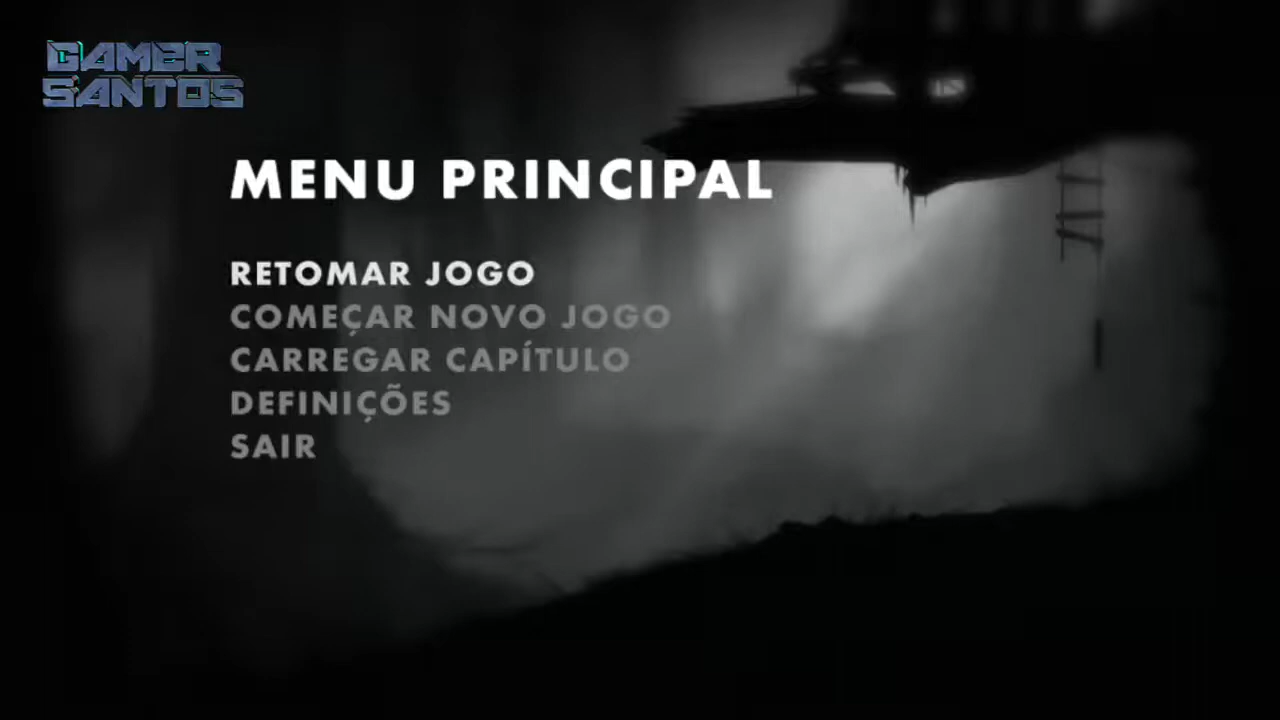 GAMER
SANTOS
MENU PRINCIPAL
RETOMAR JOGO
COMEÇAR NOVO JOGO
CARREGAR CAPÍTULO
DEFINIÇÕES
SAIR